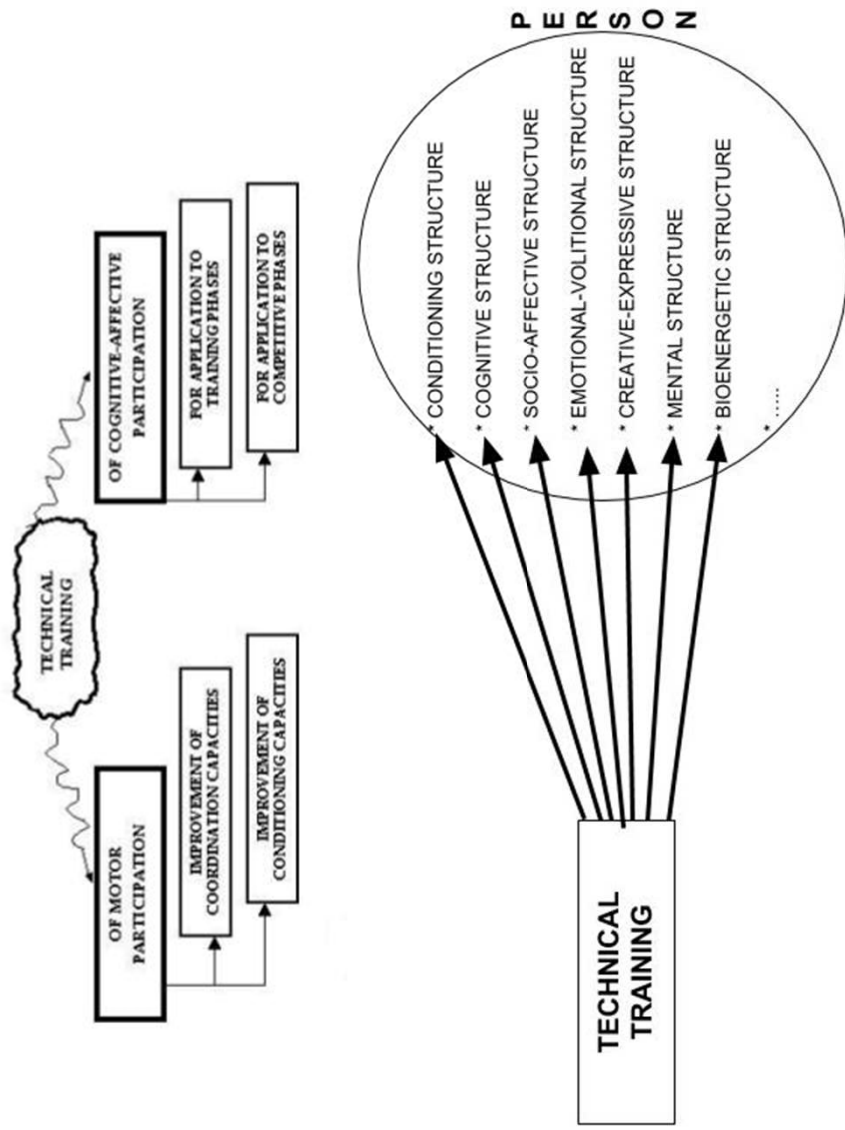 TECHNICAL
TRAINING
OF MOTOR
PARTICIPATION
IMPROVEMENT OF
COORDINATION CAPACITIES
IMPROVEMENT OF
CONDITIONING CAPACITIES
OF COGNITIVE-AFFECTIVE
PARTICIPATION
FOR APPLICATION TO
TRAINING PHASES
FOR APPLICATION TO
COMPETITIVE PHASES
TECHNICAL
TRAINING
* CONDITIONING STRUCTURE
* COGNITIVE STRUCTURE
* SOCIO-AFFECTIVE STRUCTURE
* EMOTIONAL-VOLITIONAL STRUCTURE
* CREATIVE-EXPRESSIVE STRUCTURE
* MENTAL STRUCTURE
* BIOENERGETIC STRUCTURE
* .....
P
E
R
S
O
N